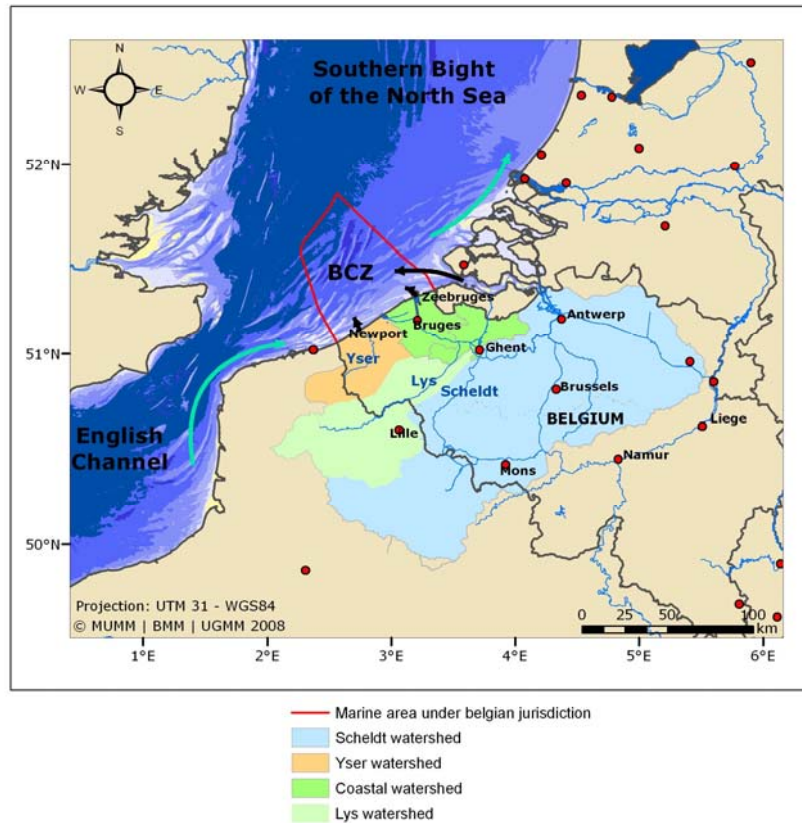 N
W E
S
Southern Bight
of the North Sea
52°N
BCZ
Zeebruges
Newport
Bruges
Antwerp
51°N
Ghent
Yser
Lys
Scheldt
Brussels
BELGIUM
English
Channel
Lille
Liege
Mons
Namur
50°N
Projection: UTM 31 - WGS84
© MUMM | BMM | UGMM 2008
0 25 50 100
km
1°E 2°E 3°E 4°E 5°E 6°E
Marine area under belgian jurisdiction
Scheldt watershed
Yser watershed
Coastal watershed
Lys watershed